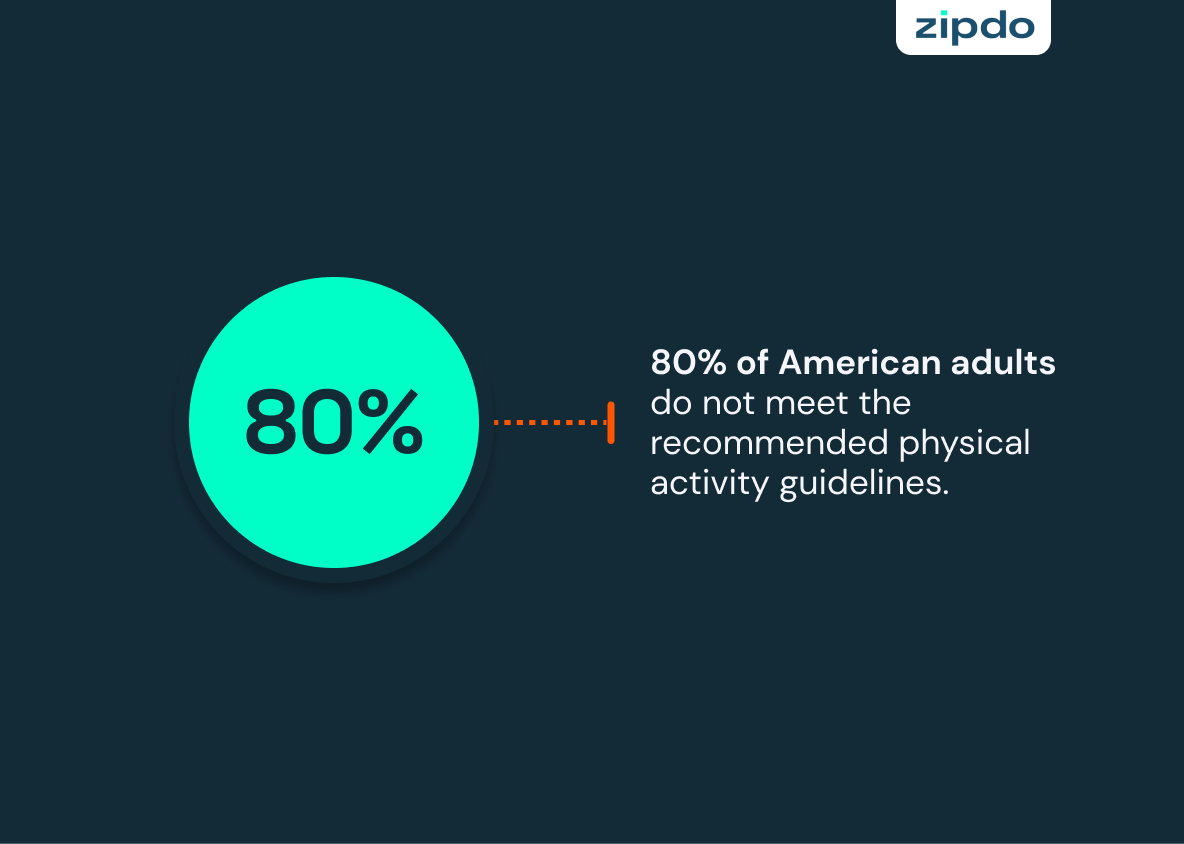 zipdo
80%
80% of American adults
do not meet the
recommended physical
activity guidelines.